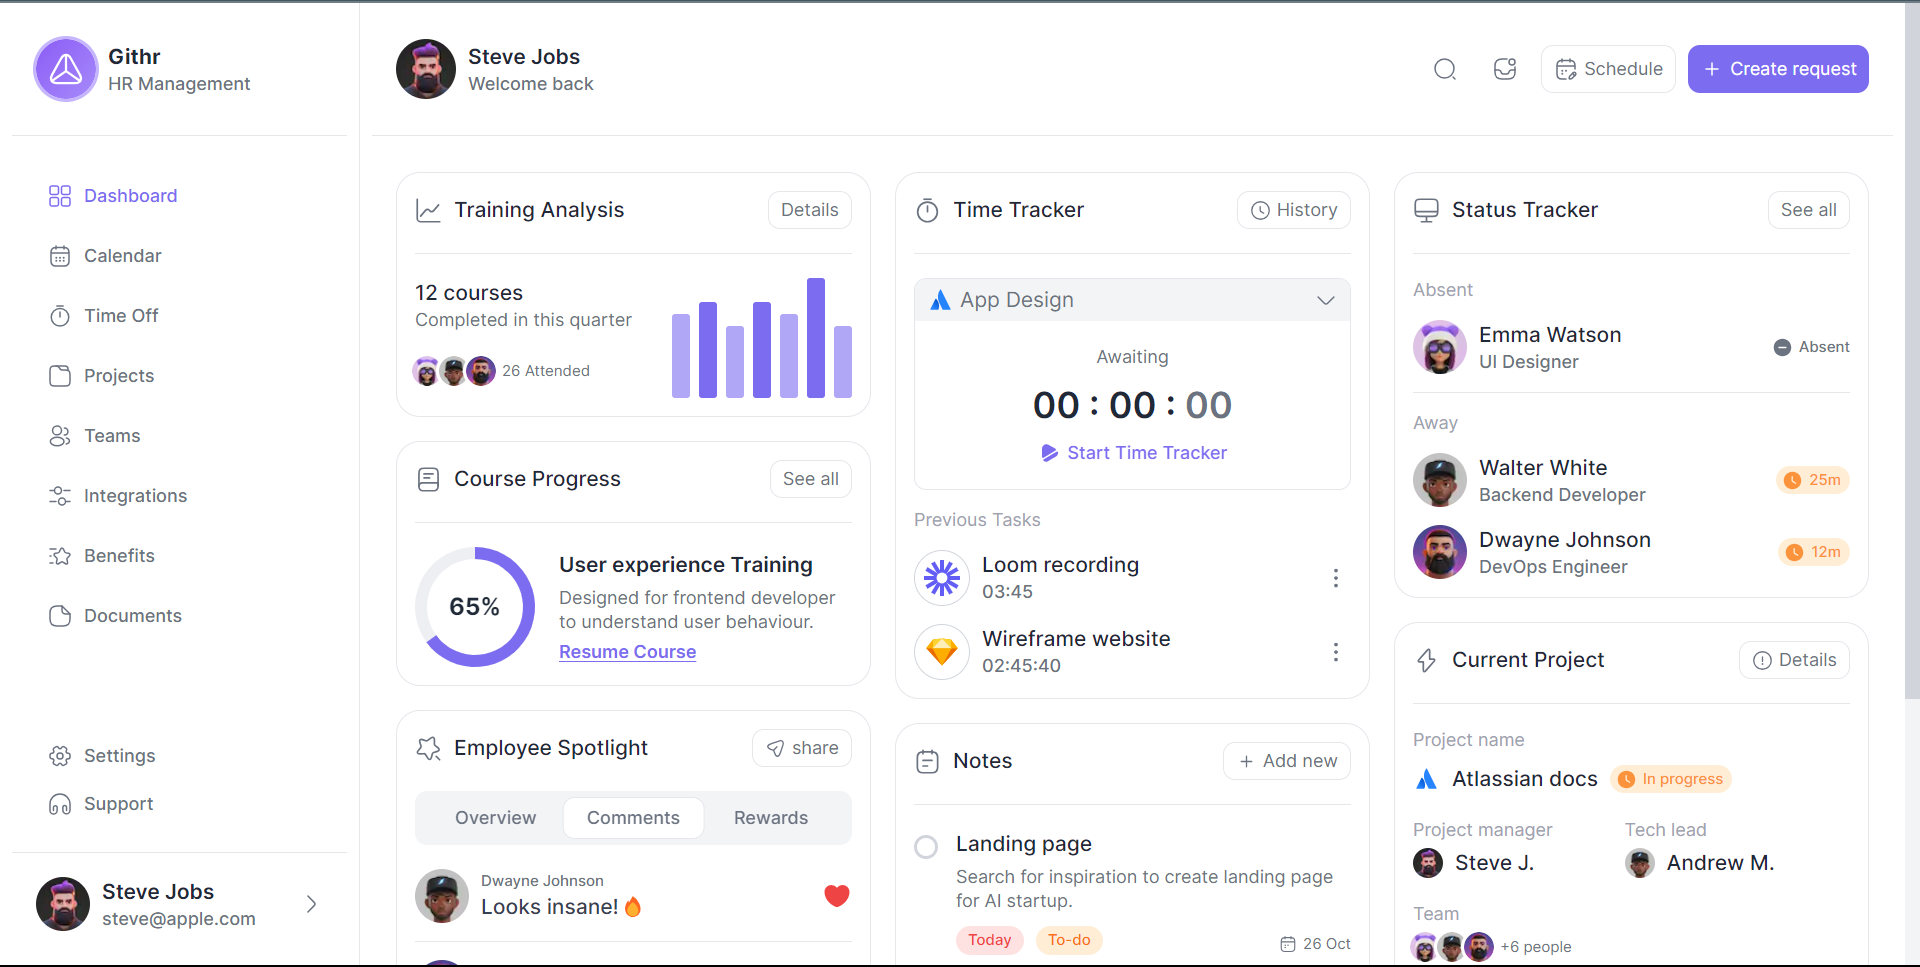 Githr
HR Management
Dashboard
Calendar
Time Off
Projects
Teams
Integrations
Benefits
Documents
Settings
Support
Steve Jobs
steve@apple.com
Steve Jobs
Welcome back
Schedule
+ Create request
Training Analysis
Details
12 courses
Completed in this quarter
26 Attended
Course Progress
See all
65%
User experience Training
Designed for frontend developer
to understand user behaviour.
Resume Course
Employee Spotlight
share
Overview
Comments
Rewards
Dwayne Johnson
Looks insane!🔥
Time Tracker
History
App Design
Awaiting
00 : 00 : 00
Start Time Tracker
Previous Tasks
Loom recording
03:45
Wireframe website
02:45:40
Notes
+ Add new
Landing page
Search for inspiration to create landing page
for AI startup.
Today
To-do
26 Oct
Status Tracker
See all
Absent
Emma Watson
UI Designer
Absent
Away
Walter White
Backend Developer
25m
Dwayne Johnson
DevOps Engineer
12m
Current Project
Details
Project name
Atlassian docs
In progress
Project manager
Steve J.
Tech lead
Andrew M.
Team
+6 people